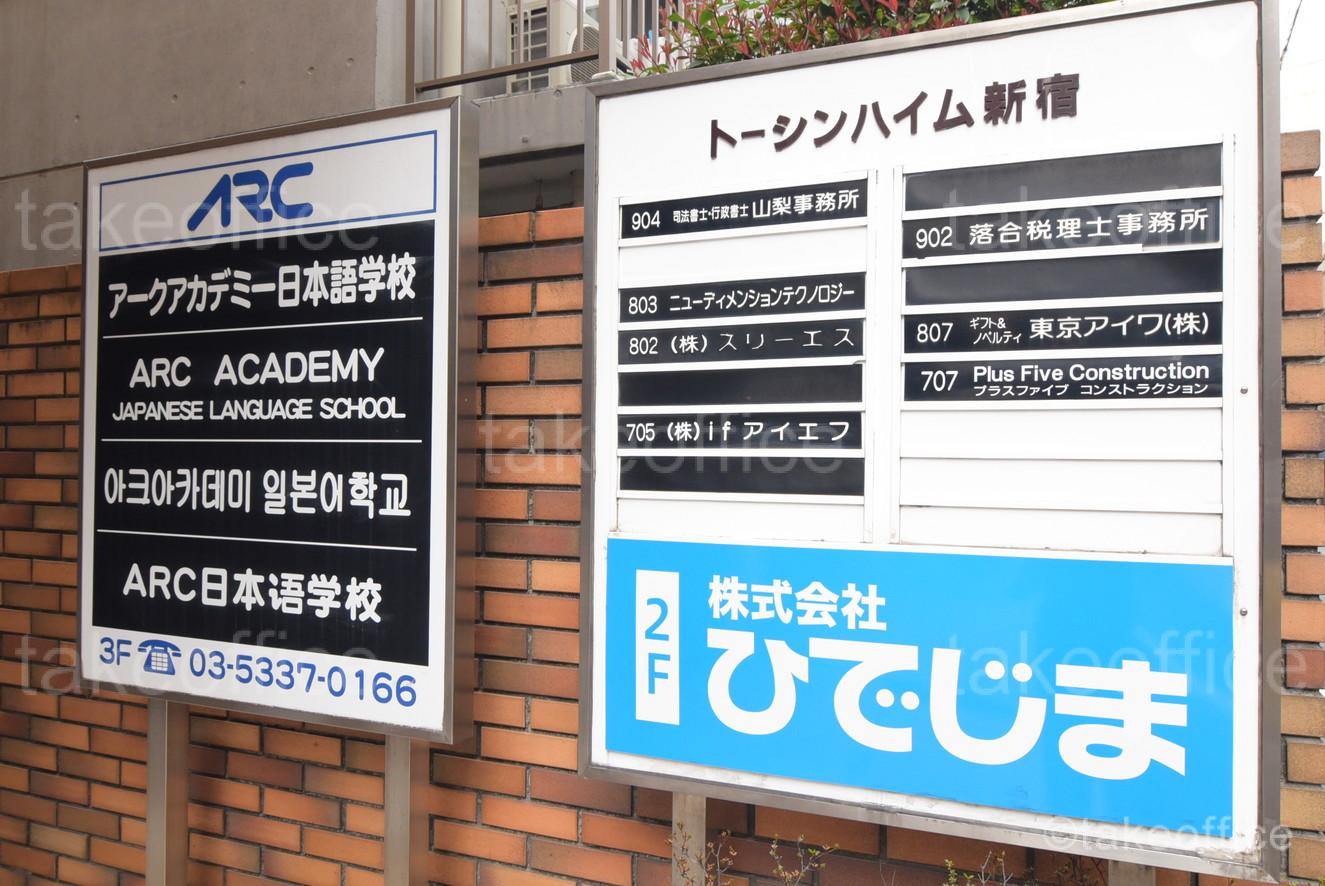 ARC
アークアカデミー日本語学校
ARC ACADEMY
JAPANESE LANGUAGE SCHOOL
아크아카데미 일본어학교
ARC日本语学校
3F 03-5337-0166
トーシンハイム新宿
904 司法書士・行政書士 山梨事務所
803 ニューディメンションテクノロジー
802 (株)スリーエス
705 (株)if アイエフ
902 落合税理士事務所
807 ギフト&ノベルティ 東京アイワ(株)
707 Plus Five Construction
プラスファイブ コンストラクション
2F
株式会社
ひでじま
takeoffice
takeoffice
takeoffice
takeoffice
takeoffice
©takeoffice